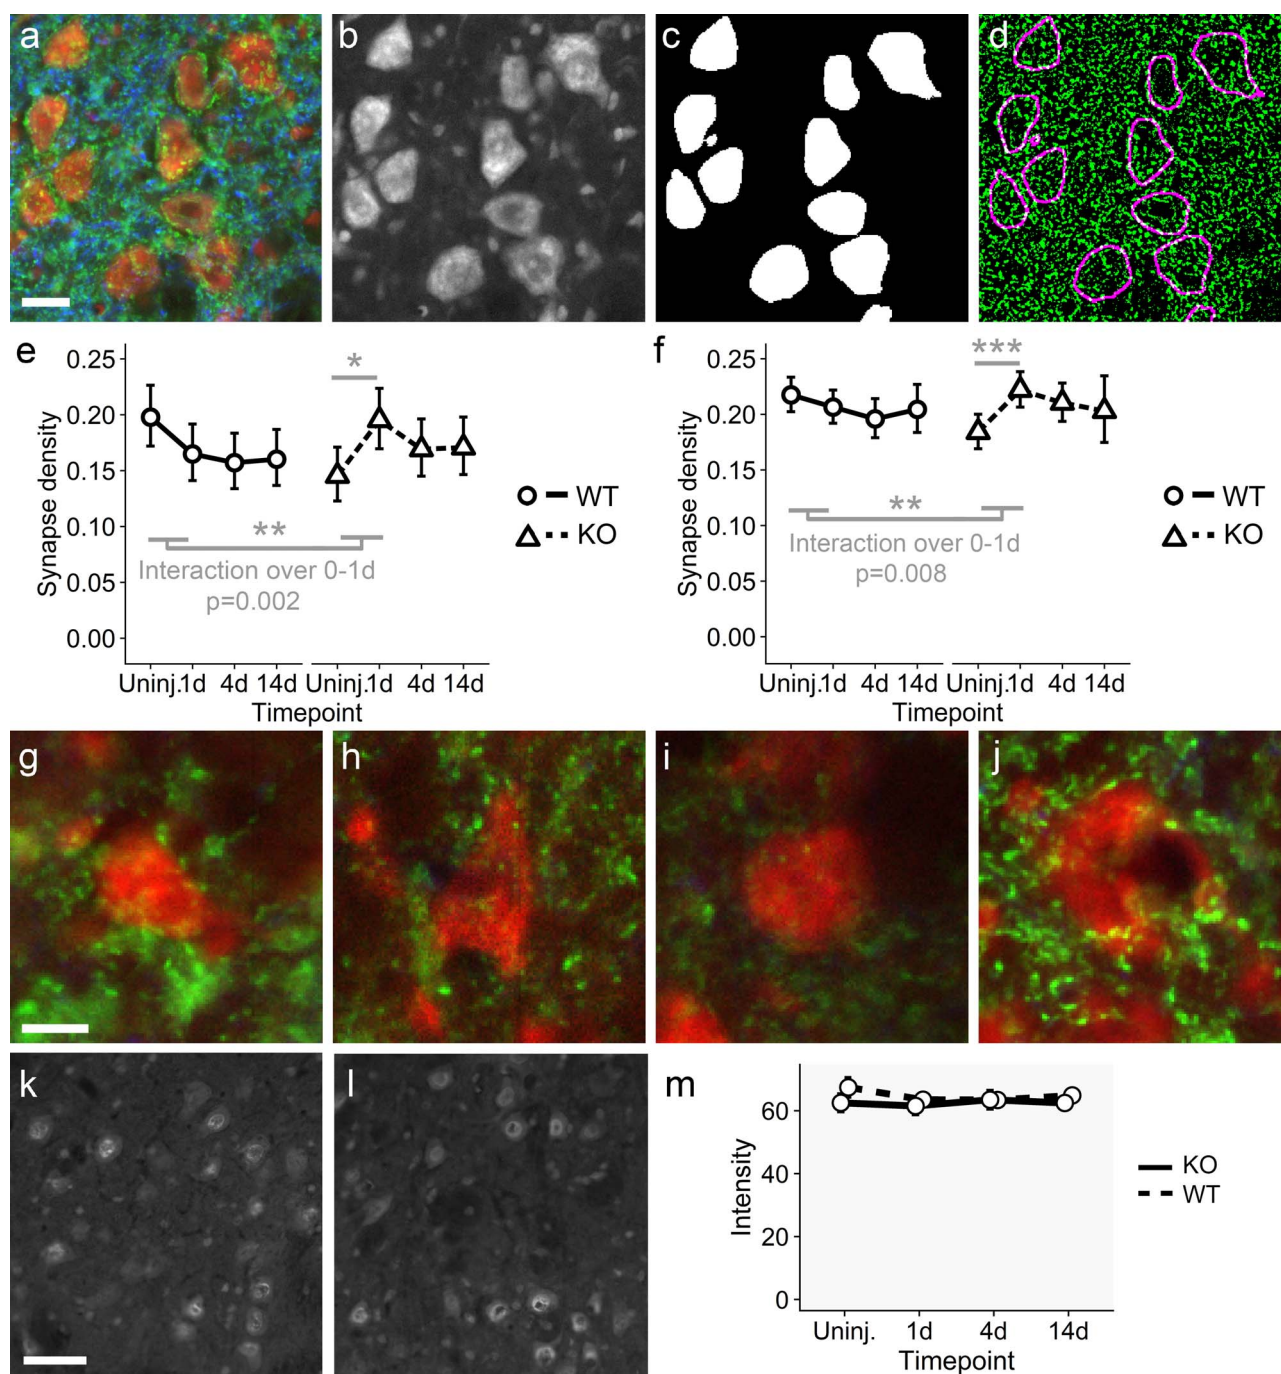 a
b
c
d
e
0.25
0.20
0.15
0.10
0.05
0.00
Synapse density
*
**
Interaction over 0-1d
p=0.002
Uninj. 1d 4d 14d
Uninj. 1d 4d 14d
Timepoint
WT
KO
f
0.25
0.20
0.15
0.10
0.05
0.00
Synapse density
***
**
Interaction over 0-1d
p=0.008
Uninj. 1d 4d 14d
Uninj. 1d 4d 14d
Timepoint
WT
KO
g
h
i
j
k
l
m
60
40
20
0
Intensity
Uninj. 1d 4d 14d
Timepoint
KO
WT